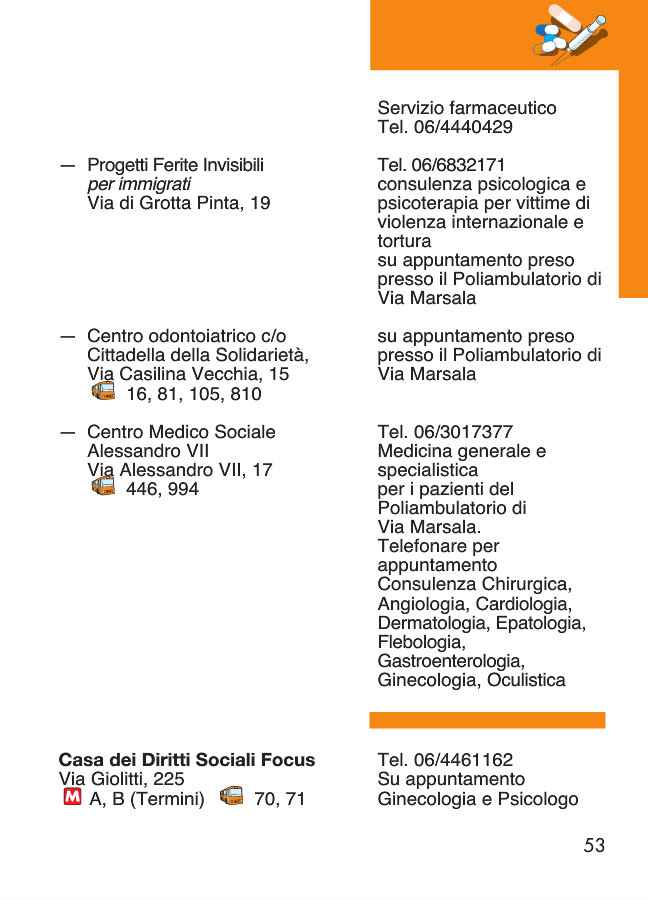 Servizio farmaceutico
Tel. 06/4440429
— Progetti Ferite Invisibili
per immigrati
Via di Grotta Pinta, 19
Tel. 06/6832171
consulenza psicologica e
psicoterapia per vittime di
violenza internazionale e
tortura
su appuntamento preso
presso il Poliambulatorio di
Via Marsala
— Centro odontoiatrico c/o
Cittadella della Solidarietà,
Via Casilina Vecchia, 15
16, 81, 105, 810
su appuntamento preso
presso il Poliambulatorio di
Via Marsala
— Centro Medico Sociale
Alessandro VII
Via Alessandro VII, 17
446, 994
Tel. 06/3017377
Medicina generale e
specialistica
per i pazienti del
Poliambulatorio di
Via Marsala.
Telefonare per
appuntamento
Consulenza Chirurgica,
Angiologia, Cardiologia,
Dermatologia, Epatologia,
Flebologia,
Gastroenterologia,
Ginecologia, Oculistica
Casa dei Diritti Sociali Focus
Via Giolitti, 225
M A, B (Termini) 70, 71
Tel. 06/4461162
Su appuntamento
Ginecologia e Psicologo
53